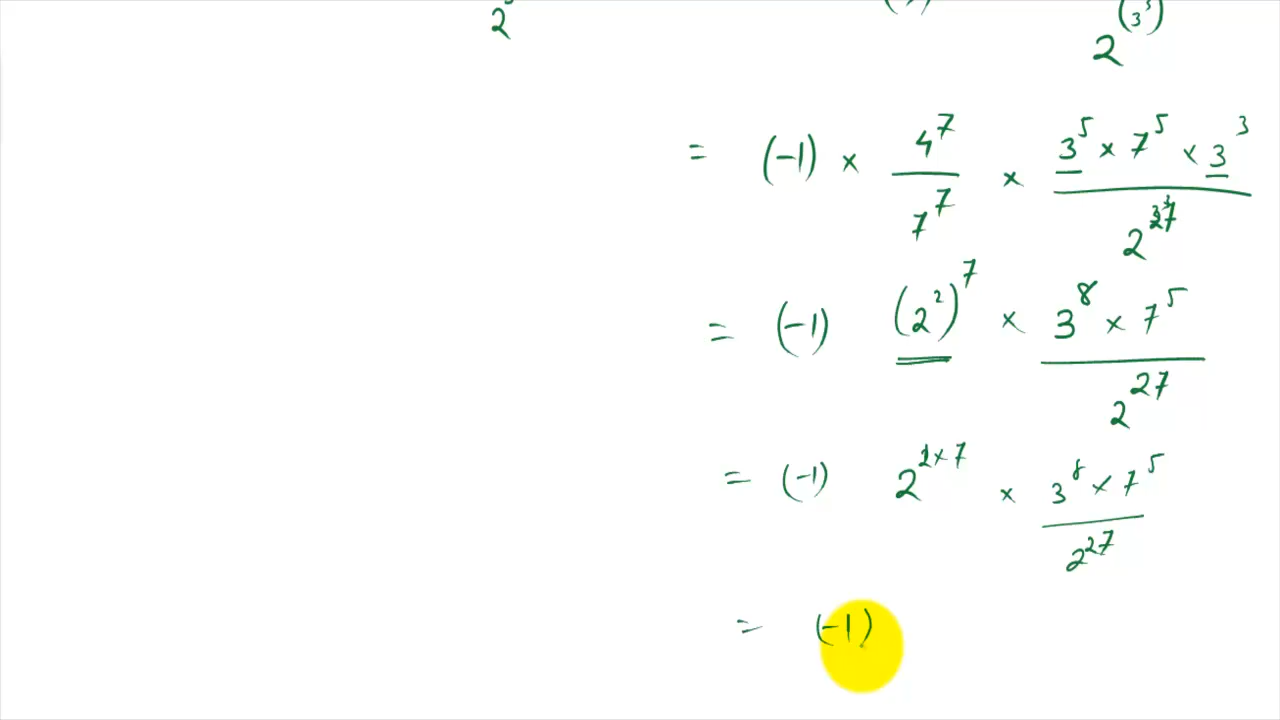 2 2^(3^3)
= (-1) × 4^7/7^7 × (3^5 × 7^5 × 3^3)/2^27
= (-1) (2^2)^7 × (3^8 × 7^5)/2^27
= (-1) 2^(2×7) × (3^8 × 7^5)/2^27
= (-1)